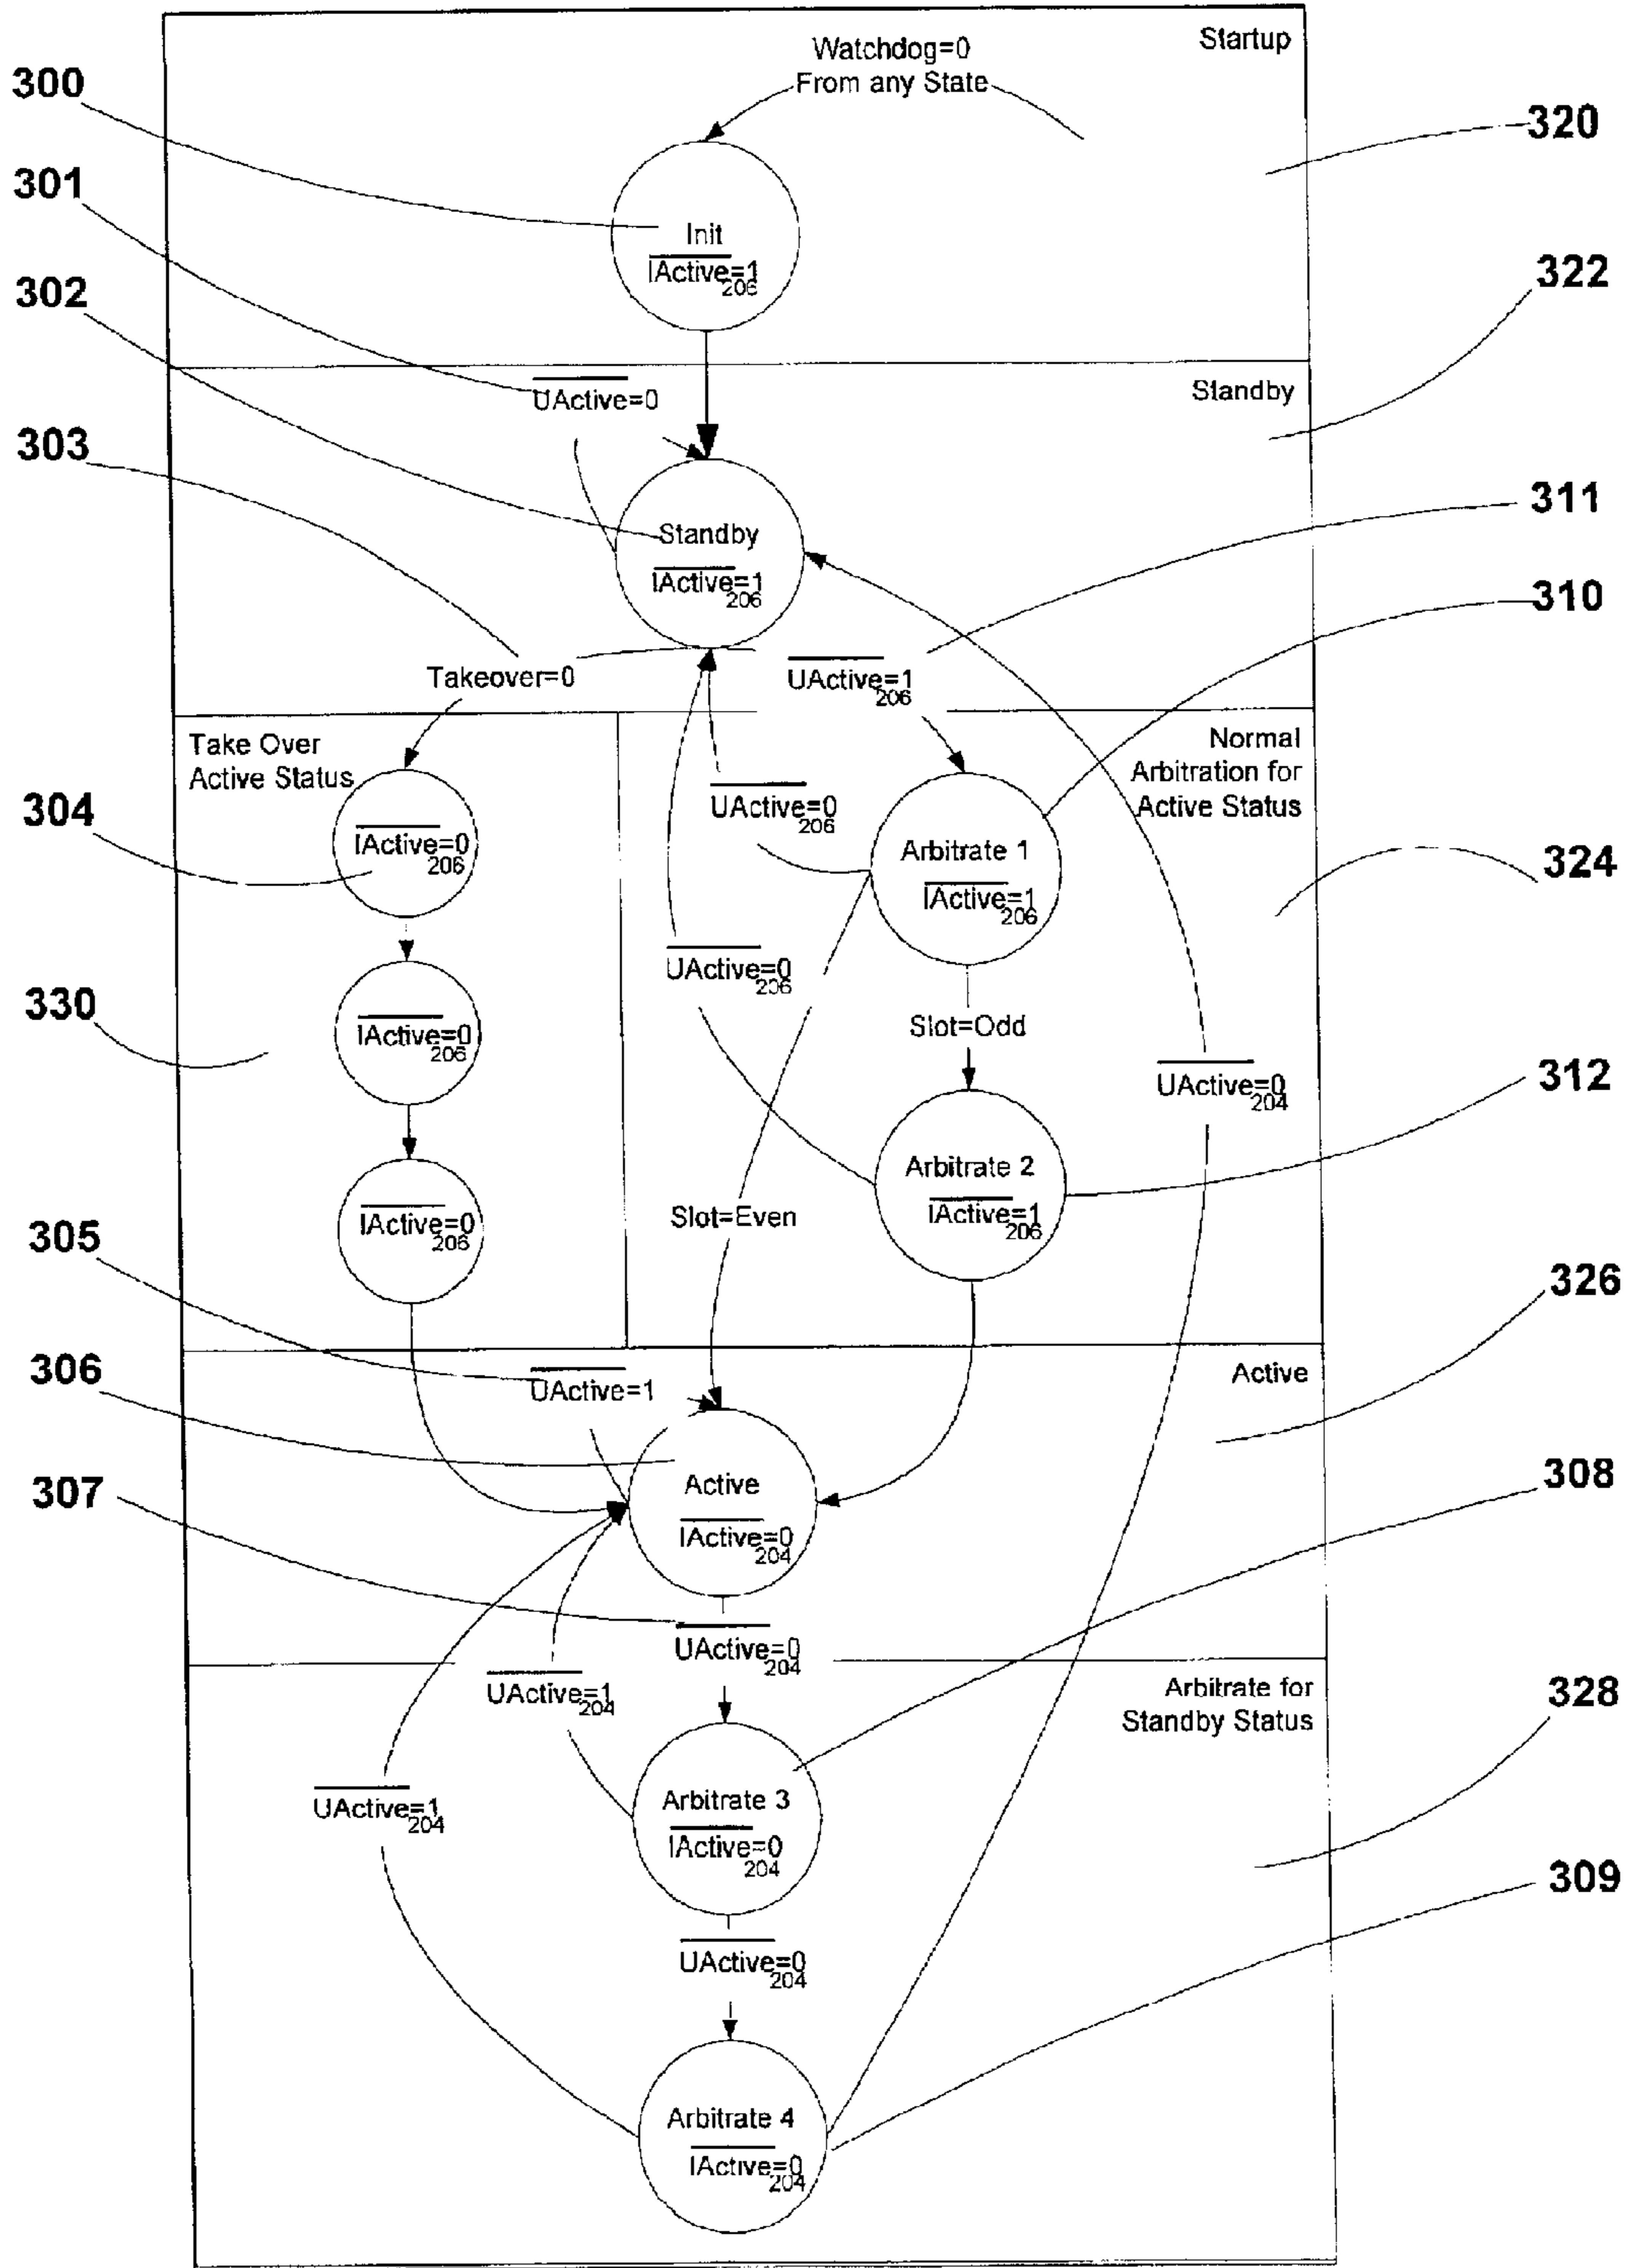 Startup
Watchdog=0
From any State
300
320
301
Init
IActive=1
206
302
322
UActive=0
Standby
303
311
Standby
IActive=1
206
310
Takeover=0
UActive=1
206
Take Over
Active Status
Normal
Arbitration for
Active Status
304
UActive=0
206
IActive=0
206
Arbitrate 1
IActive=1
206
324
UActive=0
206
330
IActive=0
206
Slot=Odd
UActive=0
204
312
Arbitrate 2
IActive=1
206
IActive=0
206
Slot=Even
305
326
306
UActive=1
Active
307
Active
IActive=0
204
308
UActive=0
204
UActive=1
204
Arbitrate for
Standby Status
328
UActive=1
204
Arbitrate 3
IActive=0
204
309
UActive=0
204
Arbitrate 4
IActive=0
204